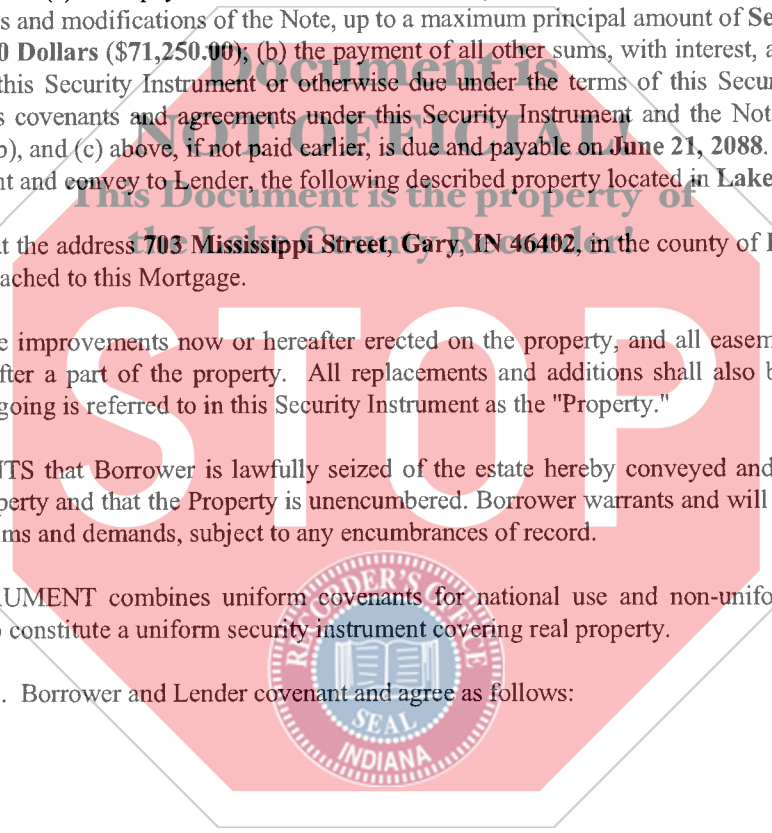 s and modifications of the Note, up to a maximum principal amount of Se
0 Dollars ($71,250.00); (b) the payment of all other sums, with interest, a
Document is
this Security Instrument or otherwise due under the terms of this Secur
s covenants and agreements under this Security Instrument and the Not
NOT OFFICIAL!
o), and (c) above, if not paid earlier, is due and payable on June 21, 2088.
nt and convey to Lender, the following described property located in Lake
This Document is the property of
the Lake County Recorder!
at the address 703 Mississippi Street, Gary, IN 46402, in the county of L
ached to this Mortgage.
STOP
e improvements now or hereafter erected on the property, and all easem
fter a part of the property. All replacements and additions shall also b
going is referred to in this Security Instrument as the "Property."
NTS that Borrower is lawfully seized of the estate hereby conveyed and
perty and that the Property is unencumbered. Borrower warrants and will
ms and demands, subject to any encumbrances of record.
RUMENT combines uniform covenants for national use and non-unifo
o constitute a uniform security instrument covering real property.
. Borrower and Lender covenant and agree as follows:
RECORDER'S OFFICE
SEAL
INDIANA